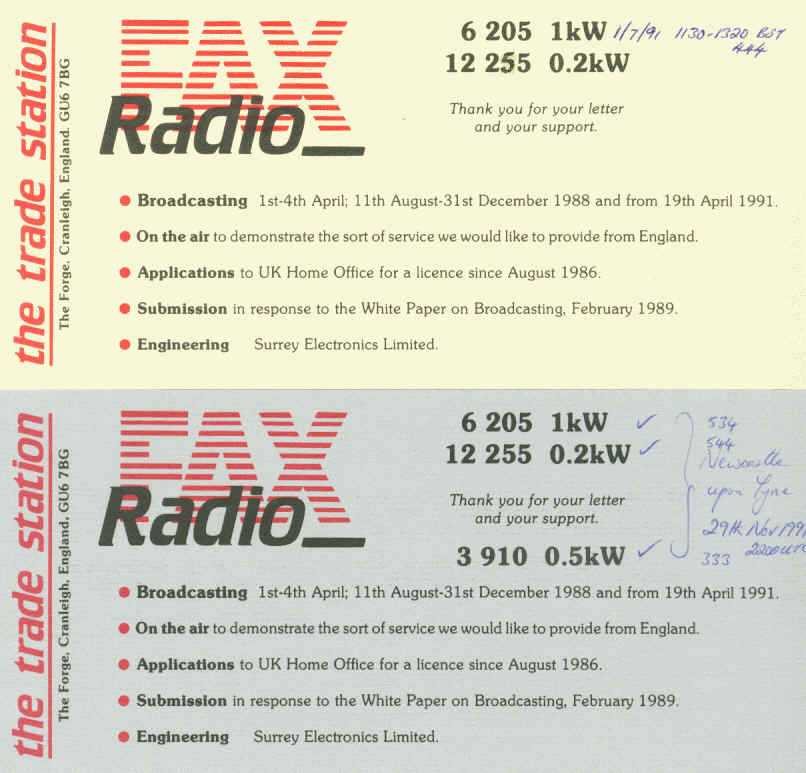 the trade station
The Forge, Cranleigh, England. GU6 7BG
FAX
Radio_
6 205 1kW 1/7/91 1130-1320 BST
444
12 255 0.2kW
Thank you for your letter
and your support.
● Broadcasting 1st-4th April; 11th August-31st December 1988 and from 19th April 1991.
● On the air to demonstrate the sort of service we would like to provide from England.
● Applications to UK Home Office for a licence since August 1986.
● Submission in response to the White Paper on Broadcasting, February 1989.
● Engineering Surrey Electronics Limited.
the trade station
The Forge, Cranleigh, England. GU6 7BG
FAX
Radio_
6 205 1kW ✓ 534
12 255 0.2kW ✓ 544
Newcastle
upon Tyne
Thank you for your letter
and your support.
29th Nov 1991
2200 UTC
3 910 0.5kW ✓ 333
● Broadcasting 1st-4th April; 11th August-31st December 1988 and from 19th April 1991.
● On the air to demonstrate the sort of service we would like to provide from England.
● Applications to UK Home Office for a licence since August 1986.
● Submission in response to the White Paper on Broadcasting, February 1989.
● Engineering Surrey Electronics Limited.